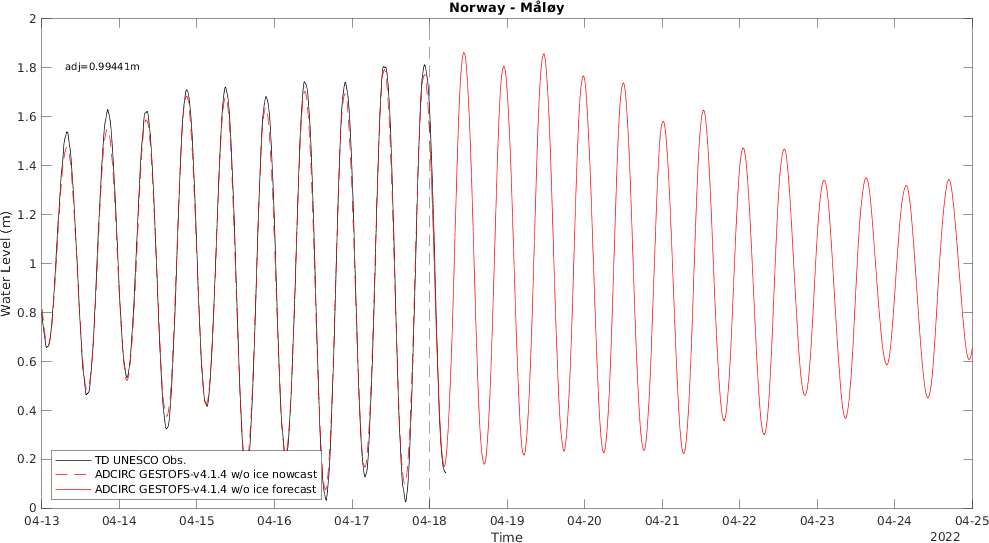 Norway - Måløy
adj=0.99441m
Water Level (m)
2
1.8
1.6
1.4
1.2
1
0.8
0.6
0.4
0.2
0
TD UNESCO Obs.
ADCIRC GESTOFS-v4.1.4 w/o ice nowcast
ADCIRC GESTOFS-v4.1.4 w/o ice forecast
04-13 04-14 04-15 04-16 04-17 04-18 04-19 04-20 04-21 04-22 04-23 04-24 04-25
Time
2022